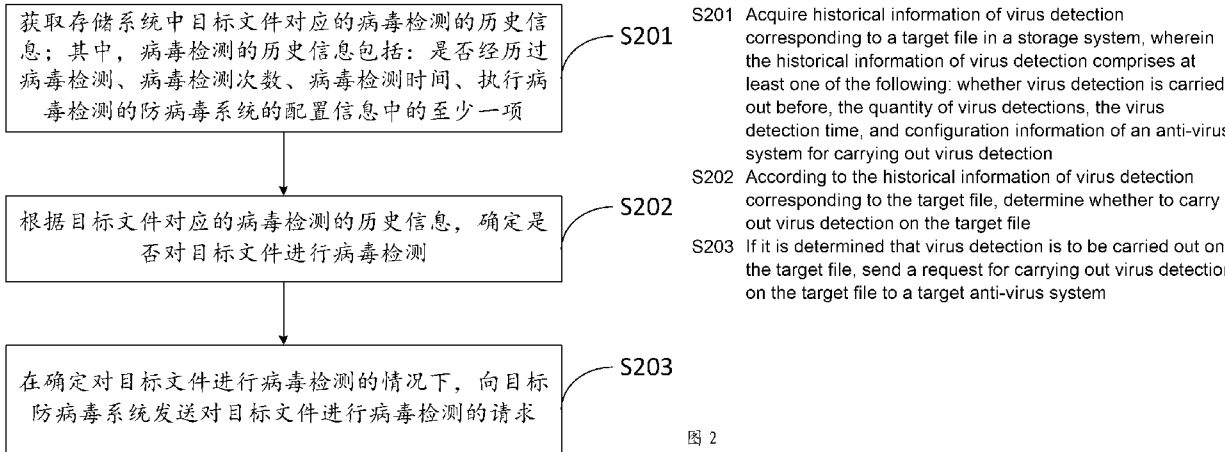 获取存储系统中目标文件对应的病毒检测的历史信
息；其中，病毒检测的历史信息包括：是否经历过
病毒检测、病毒检测次数、病毒检测时间、执行病
毒检测的防病毒系统的配置信息中的至少一项
S201
根据目标文件对应的病毒检测的历史信息，确定是
否对目标文件进行病毒检测
S202
在确定对目标文件进行病毒检测的情况下，向目标
防病毒系统发送对目标文件进行病毒检测的请求
S203
S201 Acquire historical information of virus detection
corresponding to a target file in a storage system, wherein
the historical information of virus detection comprises at
least one of the following: whether virus detection is carried
out before, the quantity of virus detections, the virus
detection time, and configuration information of an anti-virus
system for carrying out virus detection
S202 According to the historical information of virus detection
corresponding to the target file, determine whether to carry
out virus detection on the target file
S203 If it is determined that virus detection is to be carried out on
the target file, send a request for carrying out virus detection
on the target file to a target anti-virus system
图 2